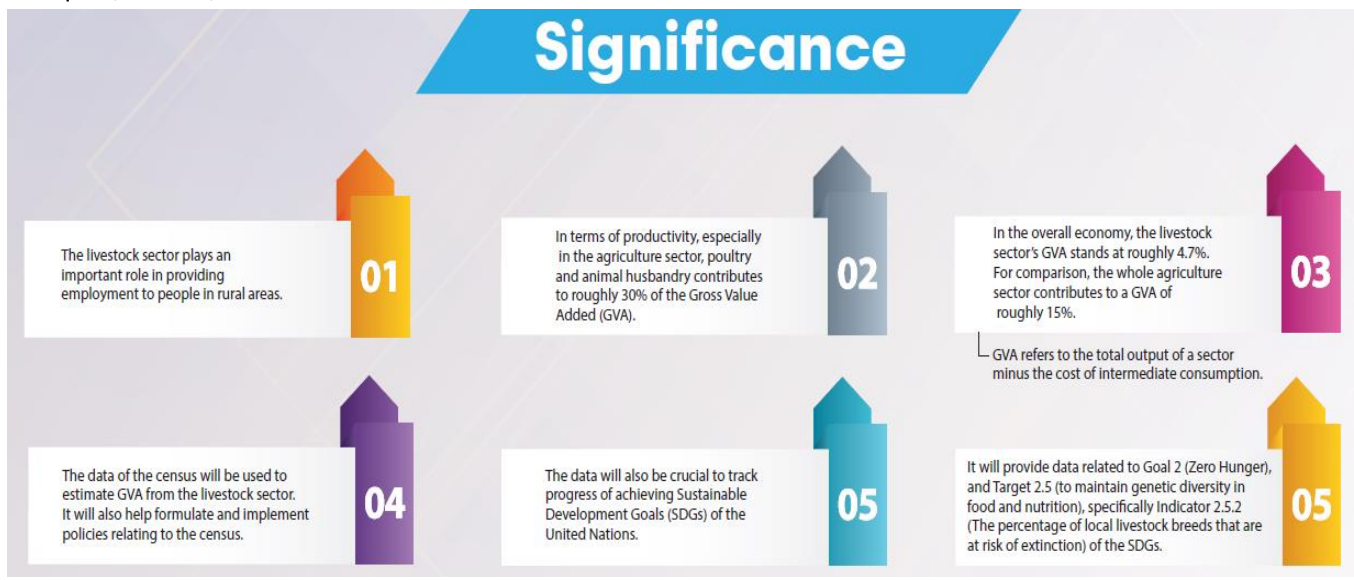 Significance
The livestock sector plays an
important role in providing
employment to people in rural areas.
01
In terms of productivity, especially
in the agriculture sector, poultry
and animal husbandry contributes
to roughly 30% of the Gross Value
Added (GVA).
02
In the overall economy, the livestock
sector's GVA stands at roughly 4.7%.
For comparison, the whole agriculture
sector contributes to a GVA of
roughly 15%.
03
GVA refers to the total output of a sector
minus the cost of intermediate consumption.
The data of the census will be used to
estimate GVA from the livestock sector.
It will also help formulate and implement
policies relating to the census.
04
The data will also be crucial to track
progress of achieving Sustainable
Development Goals (SDGs) of the
United Nations.
05
It will provide data related to Goal 2 (Zero Hunger),
and Target 2.5 (to maintain genetic diversity in
food and nutrition), specifically Indicator 2.5.2
(The percentage of local livestock breeds that are
at risk of extinction) of the SDGs.
05